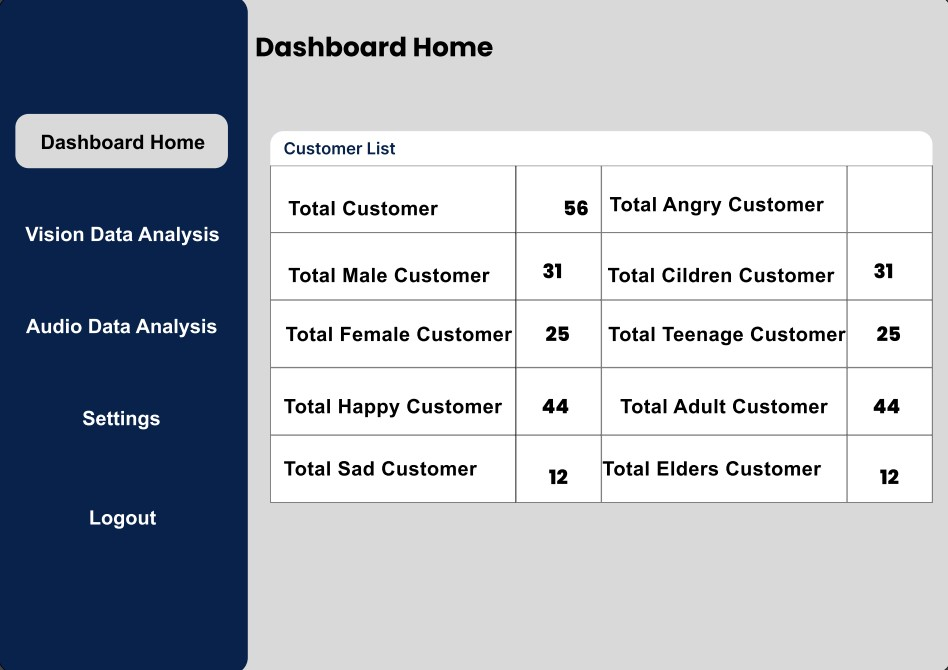 Dashboard Home
Dashboard Home
Vision Data Analysis
Audio Data Analysis
Settings
Logout
Customer List
Total Customer 56 Total Angry Customer
Total Male Customer 31 Total Cildren Customer 31
Total Female Customer 25 Total Teenage Customer 25
Total Happy Customer 44 Total Adult Customer 44
Total Sad Customer 12 Total Elders Customer 12